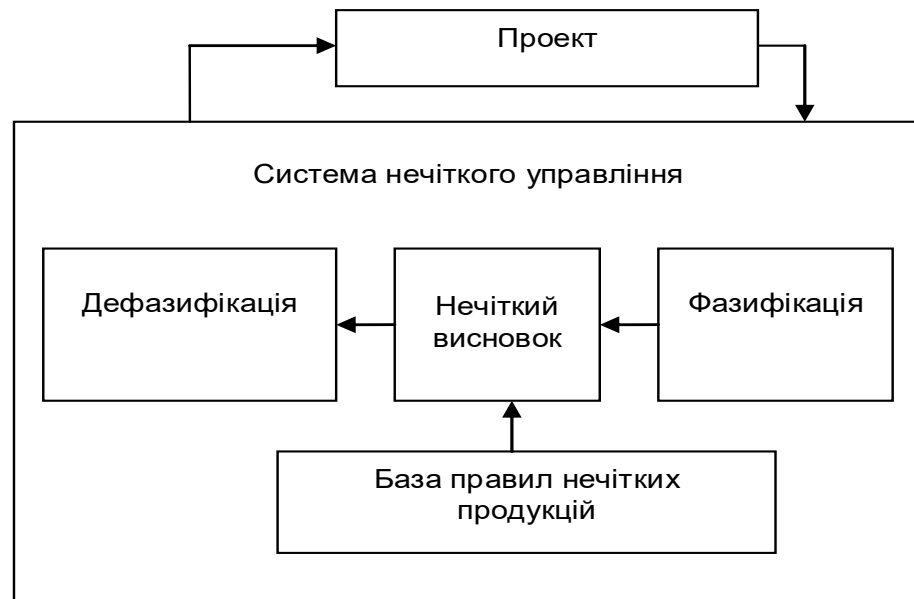 Проект
Система нечіткого управління
Дефазифікація
Нечіткий
висновок
Фазифікація
База правил нечітких
продукцій